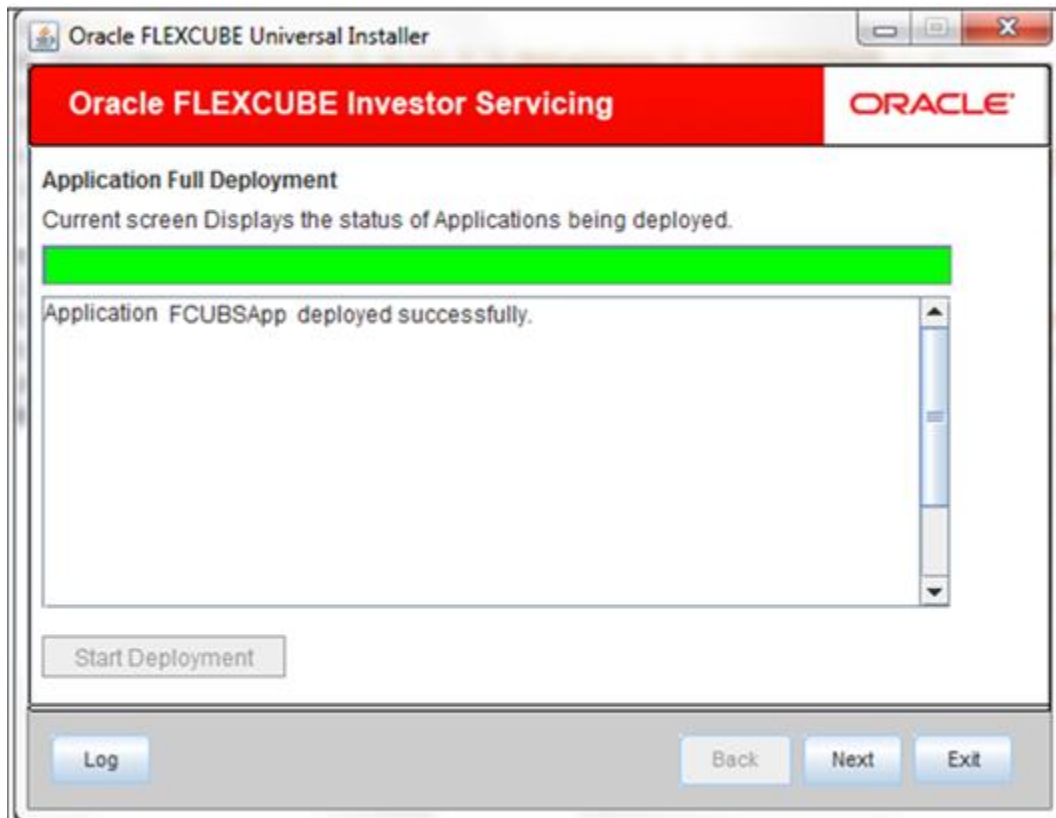 Oracle FLEXCUBE Universal Installer
Oracle FLEXCUBE Investor Servicing
ORACLE
Application Full Deployment
Current screen Displays the status of Applications being deployed.
Application FCUBSApp deployed successfully.
Start Deployment
Log
Back
Next
Exit